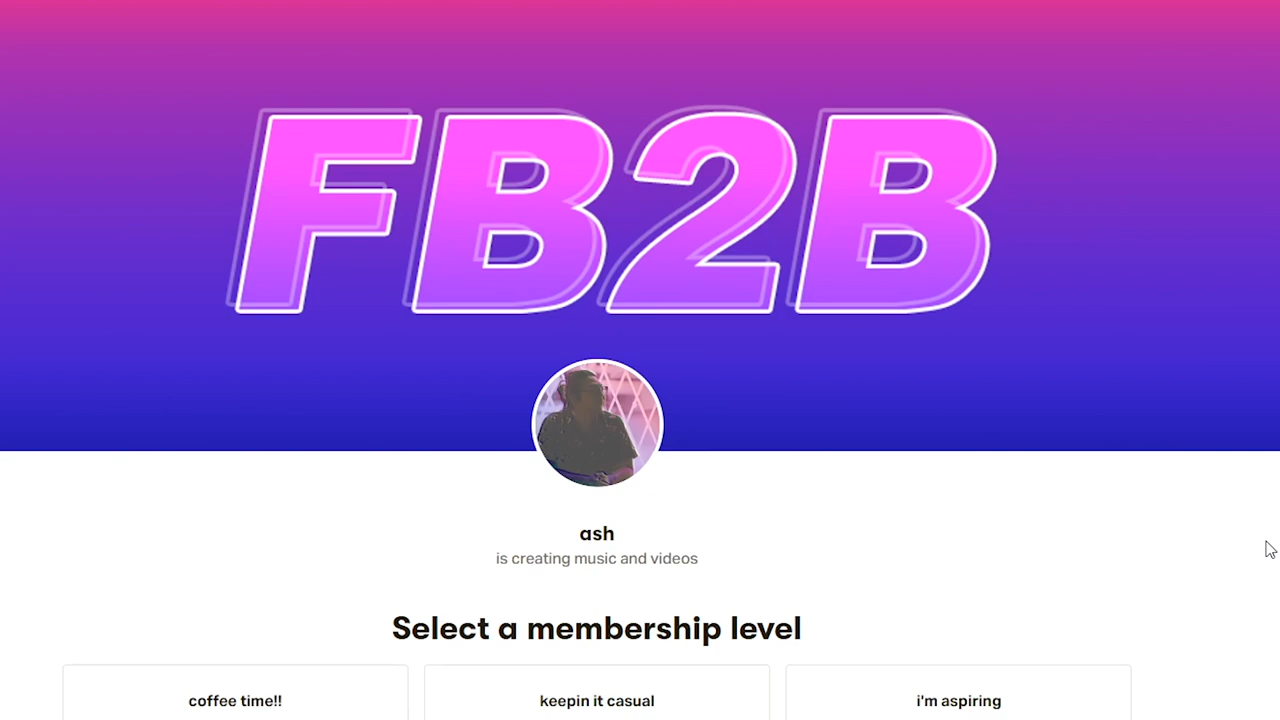 FB2B
ash
is creating music and videos
Select a membership level
coffee time!!
keepin it casual
i'm aspiring